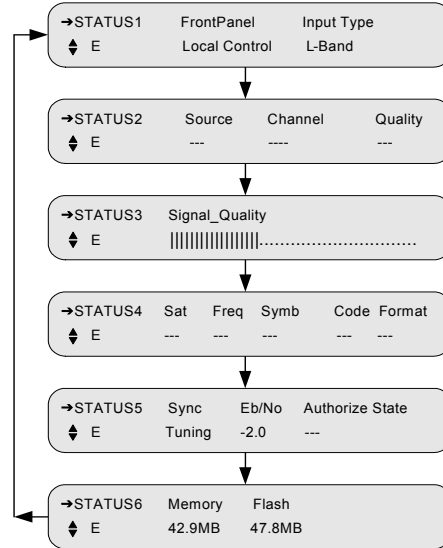 ➔STATUS1 FrontPanel Input Type
E Local Control L-Band
➔STATUS2 Source Channel Quality
E --- ---- ---
➔STATUS3 Signal_Quality
E ||||||||||||||||||..............................
➔STATUS4 Sat Freq Symb Code Format
E --- --- --- --- ---
➔STATUS5 Sync Eb/No Authorize State
E Tuning -2.0 ---
➔STATUS6 Memory Flash
E 42.9MB 47.8MB